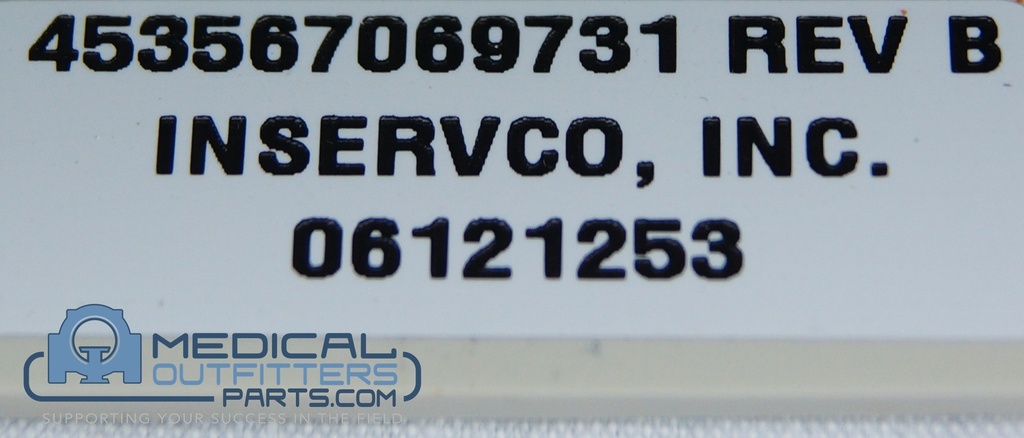 453567069731 REV B
INSERVCO, INC.
06121253
MEDICAL
OUTFITTERS
PARTS.COM
SUPPORTING YOUR SUCCESS IN THE FIELD.